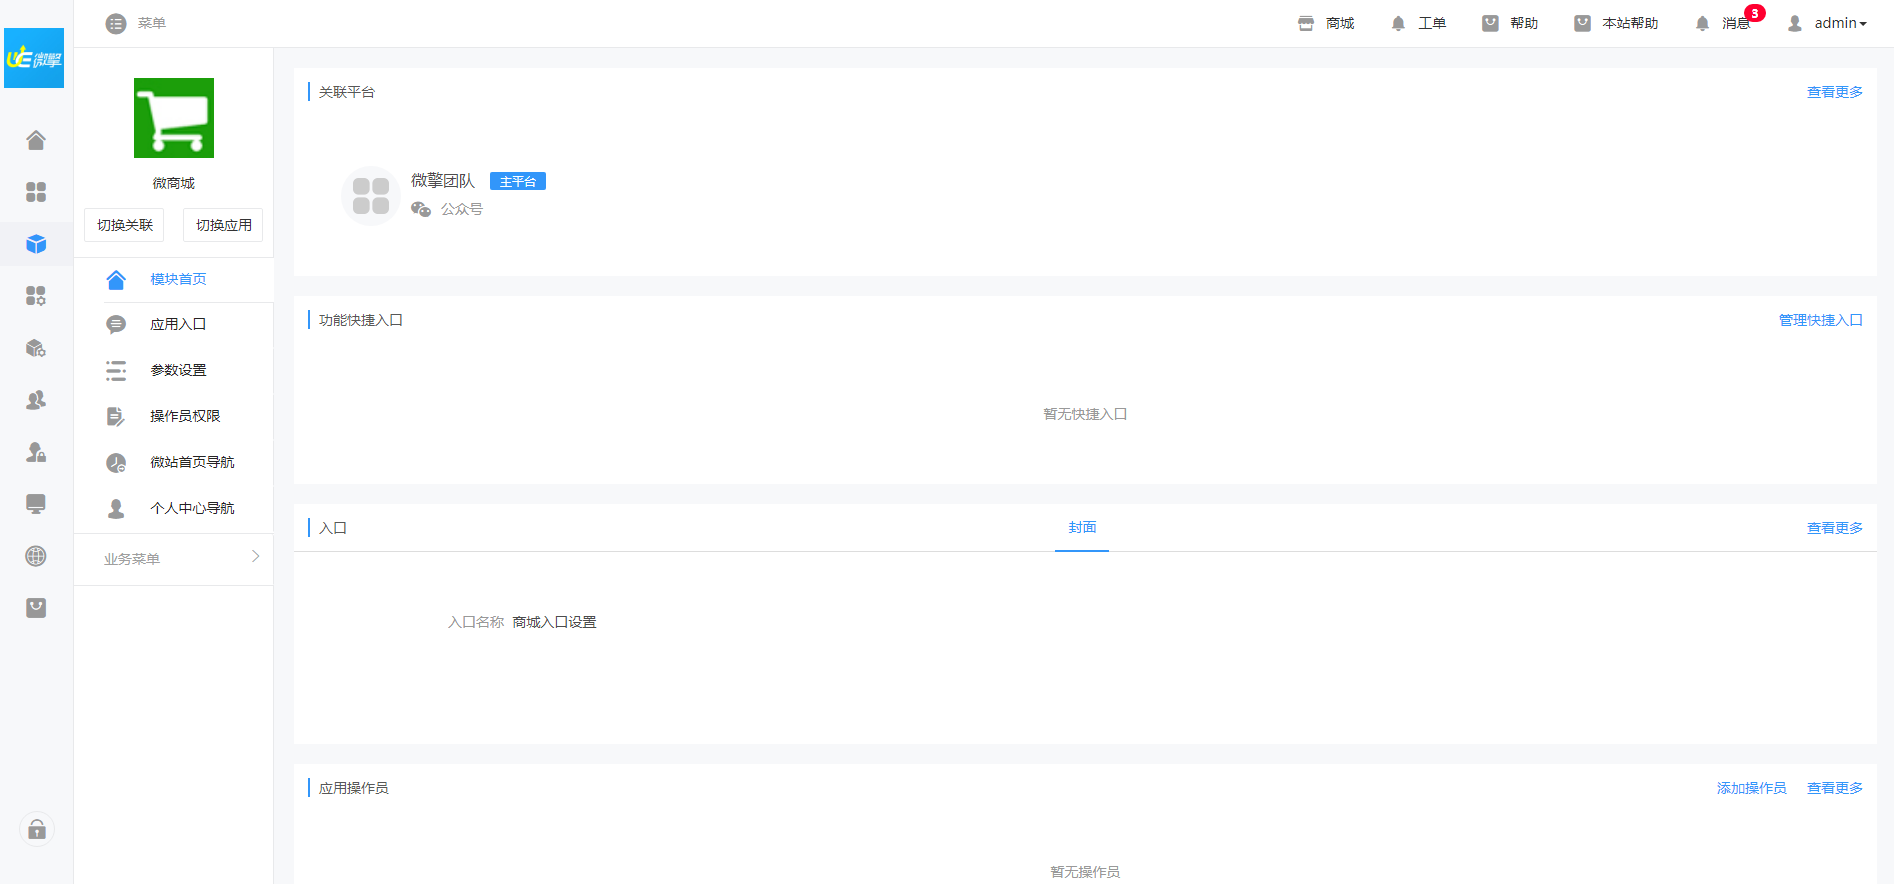 菜单
商城
工单
帮助
本站帮助
消息
3
admin
微擎
微商城
切换关联
切换应用
模块首页
应用入口
参数设置
操作员权限
微站首页导航
个人中心导航
业务菜单
关联平台
查看更多
微擎团队
主平台
公众号
功能快捷入口
管理快捷入口
暂无快捷入口
入口
封面
查看更多
入口名称 商城入口设置
应用操作员
添加操作员
查看更多
暂无操作员